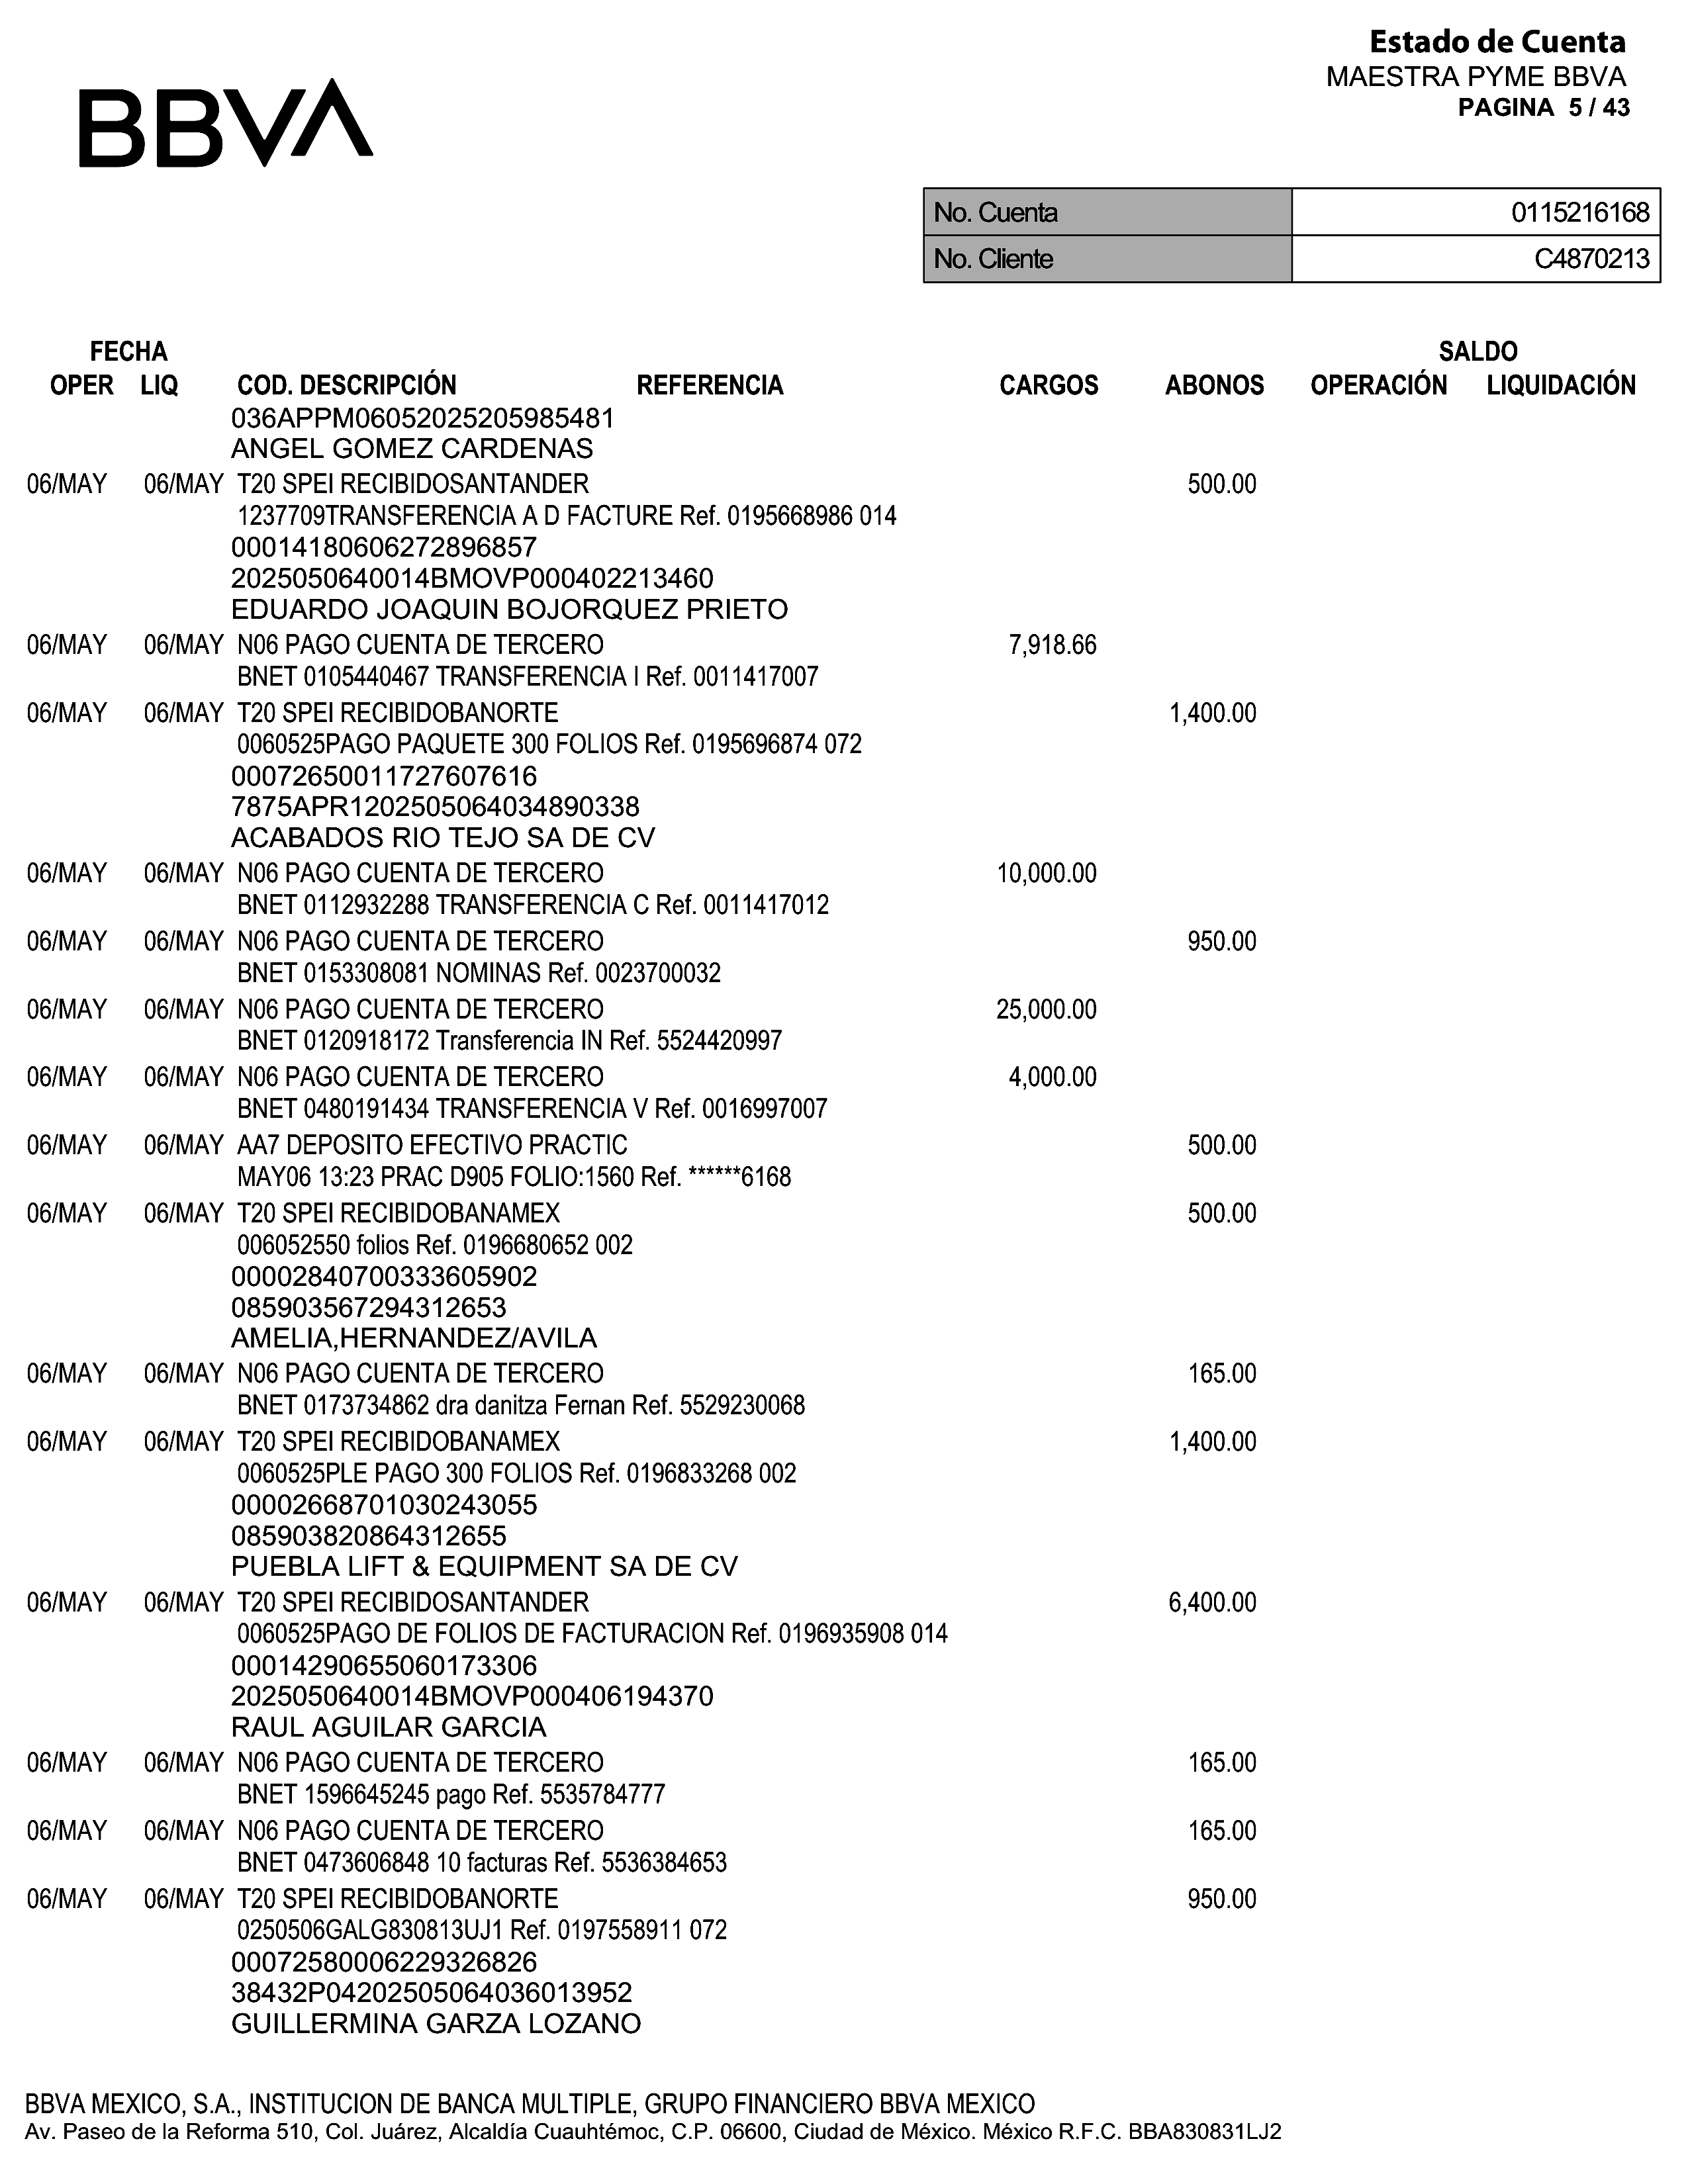 BBVA
Estado de Cuenta
MAESTRA PYME BBVA
PAGINA 5 / 43
No. Cuenta 0115216168
No. Cliente C4870213
FECHA SALDO
OPER LIQ COD. DESCRIPCIÓN REFERENCIA CARGOS ABONOS OPERACIÓN LIQUIDACIÓN
036APPM06052025205985481
ANGEL GOMEZ CARDENAS
06/MAY 06/MAY T20 SPEI RECIBIDOSANTANDER 500.00
1237709TRANSFERENCIA A D FACTURE Ref. 0195668986 014
00014180606272896857
2025050640014BMOVP000402213460
EDUARDO JOAQUIN BOJORQUEZ PRIETO
06/MAY 06/MAY N06 PAGO CUENTA DE TERCERO 7,918.66
BNET 0105440467 TRANSFERENCIA I Ref. 0011417007
06/MAY 06/MAY T20 SPEI RECIBIDOBANORTE 1,400.00
0060525PAGO PAQUETE 300 FOLIOS Ref. 0195696874 072
00072650011727607616
7875APR1202505064034890338
ACABADOS RIO TEJO SA DE CV
06/MAY 06/MAY N06 PAGO CUENTA DE TERCERO 10,000.00
BNET 0112932288 TRANSFERENCIA C Ref. 0011417012
06/MAY 06/MAY N06 PAGO CUENTA DE TERCERO 950.00
BNET 0153308081 NOMINAS Ref. 0023700032
06/MAY 06/MAY N06 PAGO CUENTA DE TERCERO 25,000.00
BNET 0120918172 Transferencia IN Ref. 5524420997
06/MAY 06/MAY N06 PAGO CUENTA DE TERCERO 4,000.00
BNET 0480191434 TRANSFERENCIA V Ref. 0016997007
06/MAY 06/MAY AA7 DEPOSITO EFECTIVO PRACTIC 500.00
MAY06 13:23 PRAC D905 FOLIO:1560 Ref. ******6168
06/MAY 06/MAY T20 SPEI RECIBIDOBANAMEX 500.00
006052550 folios Ref. 0196680652 002
00002840700333605902
085903567294312653
AMELIA,HERNANDEZ/AVILA
06/MAY 06/MAY N06 PAGO CUENTA DE TERCERO 165.00
BNET 0173734862 dra danitza Fernan Ref. 5529230068
06/MAY 06/MAY T20 SPEI RECIBIDOBANAMEX 1,400.00
0060525PLE PAGO 300 FOLIOS Ref. 0196833268 002
00002668701030243055
085903820864312655
PUEBLA LIFT & EQUIPMENT SA DE CV
06/MAY 06/MAY T20 SPEI RECIBIDOSANTANDER 6,400.00
0060525PAGO DE FOLIOS DE FACTURACION Ref. 0196935908 014
00014290655060173306
2025050640014BMOVP000406194370
RAUL AGUILAR GARCIA
06/MAY 06/MAY N06 PAGO CUENTA DE TERCERO 165.00
BNET 1596645245 pago Ref. 5535784777
06/MAY 06/MAY N06 PAGO CUENTA DE TERCERO 165.00
BNET 0473606848 10 facturas Ref. 5536384653
06/MAY 06/MAY T20 SPEI RECIBIDOBANORTE 950.00
0250506GALG830813UJ1 Ref. 0197558911 072
00072580006229326826
38432P04202505064036013952
GUILLERMINA GARZA LOZANO
BBVA MEXICO, S.A., INSTITUCION DE BANCA MULTIPLE, GRUPO FINANCIERO BBVA MEXICO
Av. Paseo de la Reforma 510, Col. Juárez, Alcaldía Cuauhtémoc, C.P. 06600, Ciudad de México. México R.F.C. BBA830831LJ2